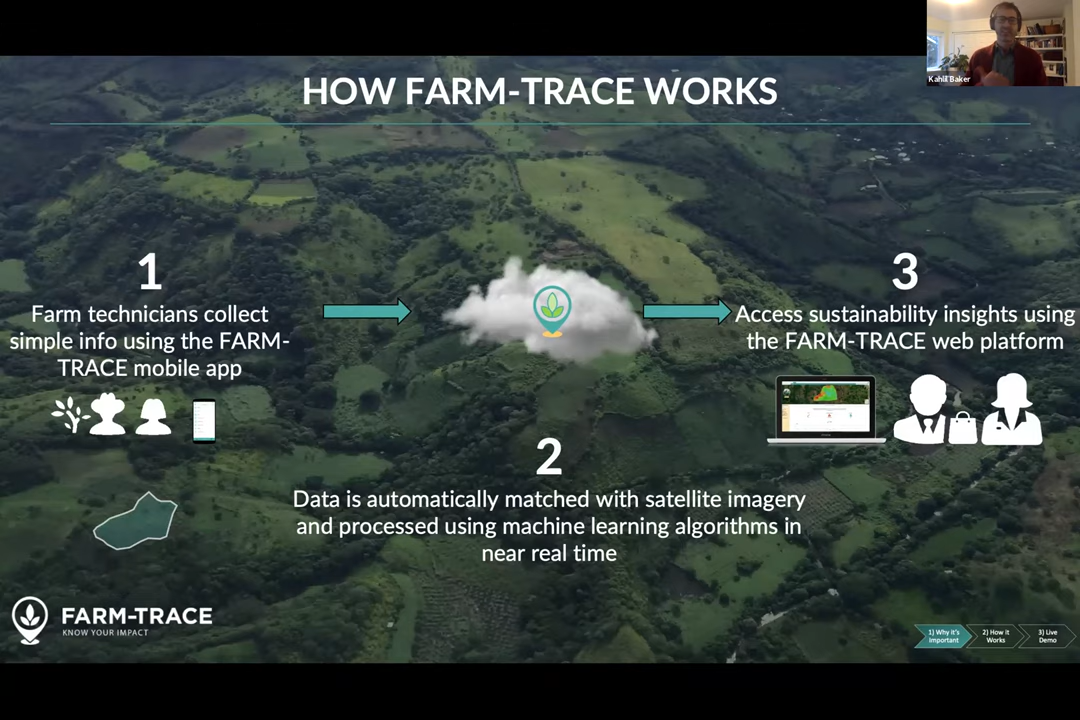 Kahlil Baker
HOW FARM-TRACE WORKS
1
Farm technicians collect
simple info using the FARM-
TRACE mobile app
2
Data is automatically matched with satellite imagery
and processed using machine learning algorithms in
near real time
3
Access sustainability insights using
the FARM-TRACE web platform
FARM-TRACE
KNOW YOUR IMPACT
1) Why it's
Important
2) How it
Works
3) Live
Demo